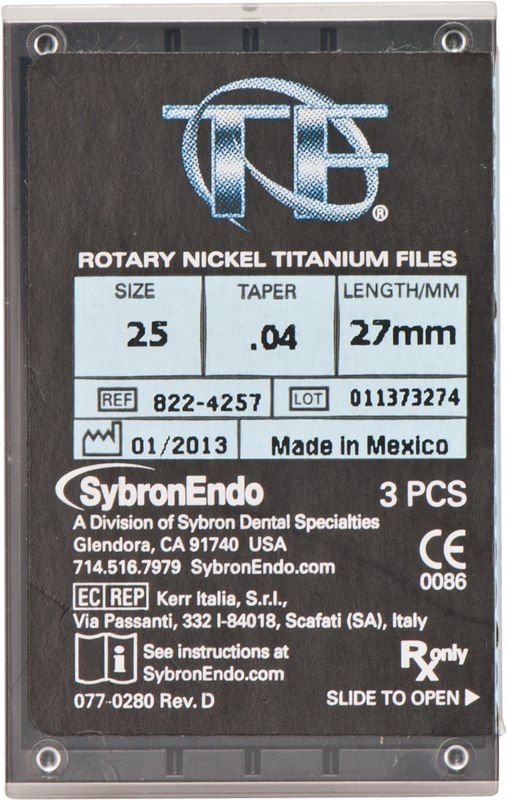 TF®
ROTARY NICKEL TITANIUM FILES
SIZE TAPER LENGTH/MM
25 .04 27mm
REF 822-4257 LOT 011373274
01/2013 Made in Mexico
SybronEndo 3 PCS
A Division of Sybron Dental Specialties
Glendora, CA 91740 USA
714.516.7979 SybronEndo.com
CE
0086
EC REP Kerr Italia, S.r.l.,
Via Passanti, 332 I-84018, Scafati (SA), Italy
i See instructions at
SybronEndo.com
Rx only
077-0280 Rev. D SLIDE TO OPEN ▶